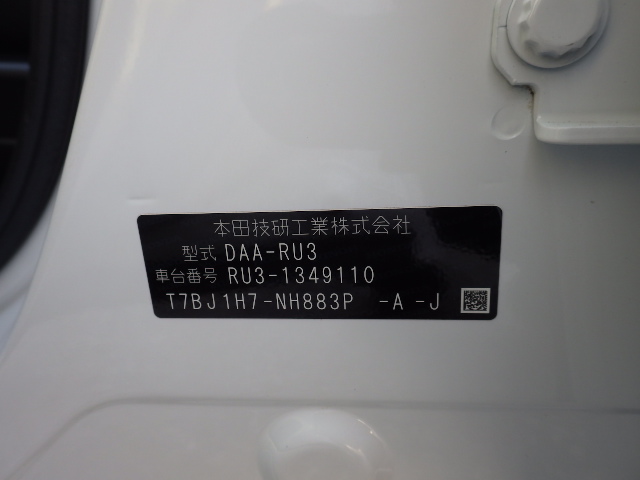 本田技研工業株式会社
型式 DAA-RU3
車台番号 RU3-1349110
T7BJ1H7-NH883P -A -J